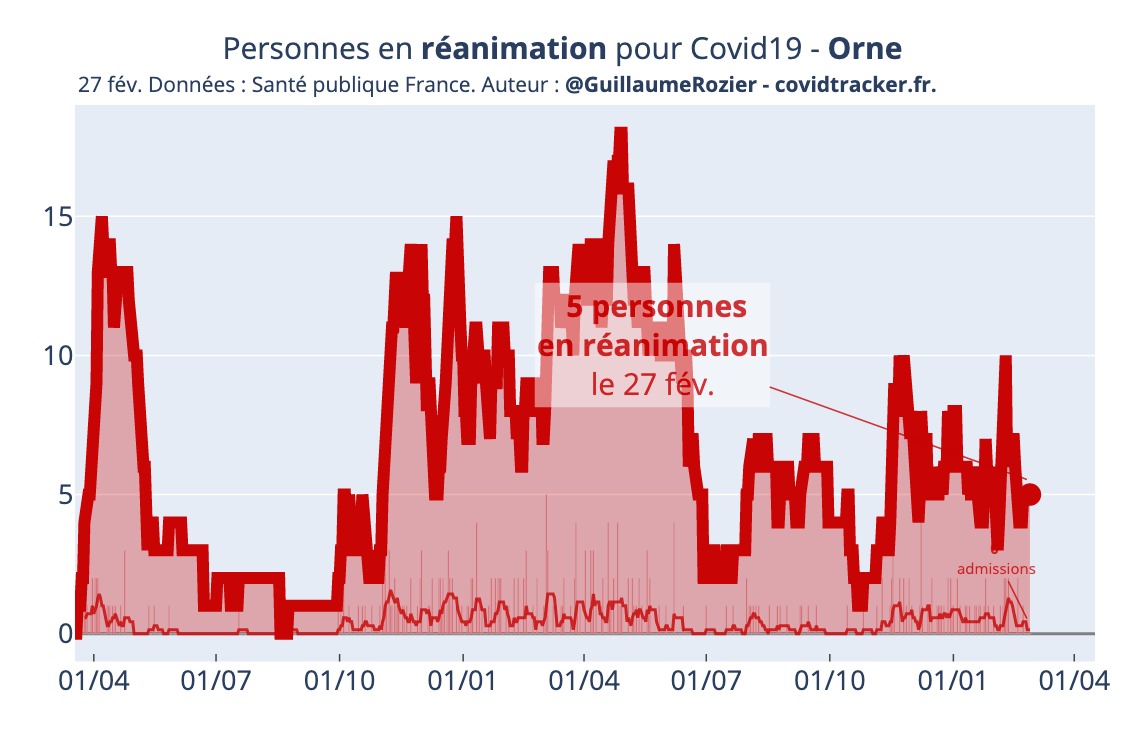 Personnes en réanimation pour Covid19 - Orne
27 fév. Données : Santé publique France. Auteur : @GuillaumeRozier - covidtracker.fr.
15
10
5
0
5 personnes
en réanimation
le 27 fév.
admissions
01/04
01/07
01/10
01/01
01/04
01/07
01/10
01/01
01/04